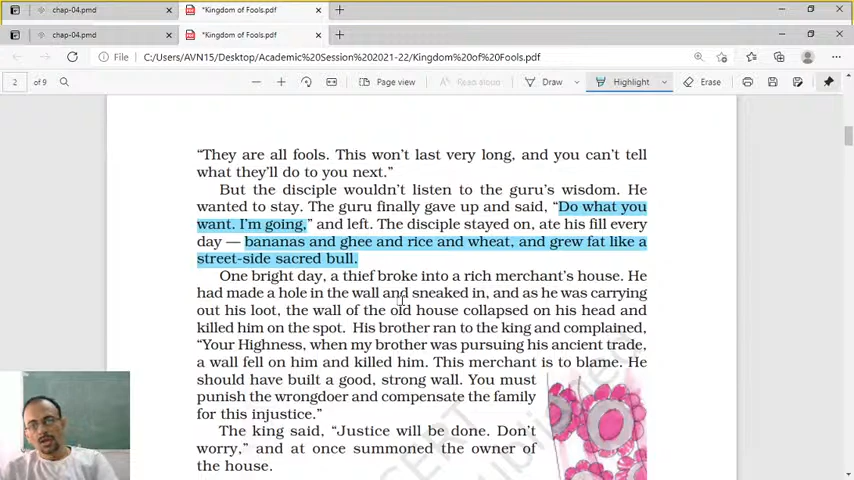 chap-04.pmd
*Kingdom of Fools.pdf
chap-04.pmd
*Kingdom of Fools.pdf
File
C:/Users/AVN15/Desktop/Academic%20Session%202021-22/Kingdom%20of%20Fools.pdf
2 of 9
Page view
Read aloud
Draw
Highlight
Erase
“They are all fools. This won’t last very long, and you can’t tell
what they’ll do to you next.”
But the disciple wouldn’t listen to the guru’s wisdom. He
wanted to stay. The guru finally gave up and said, “Do what you
want. I’m going,” and left. The disciple stayed on, ate his fill every
day — bananas and ghee and rice and wheat, and grew fat like a
street-side sacred bull.
One bright day, a thief broke into a rich merchant’s house. He
had made a hole in the wall and sneaked in, and as he was carrying
out his loot, the wall of the old house collapsed on his head and
killed him on the spot. His brother ran to the king and complained,
“Your Highness, when my brother was pursuing his ancient trade,
a wall fell on him and killed him. This merchant is to blame. He
should have built a good, strong wall. You must
punish the wrongdoer and compensate the family
for this injustice.”
The king said, “Justice will be done. Don’t
worry,” and at once summoned the owner of
the house.